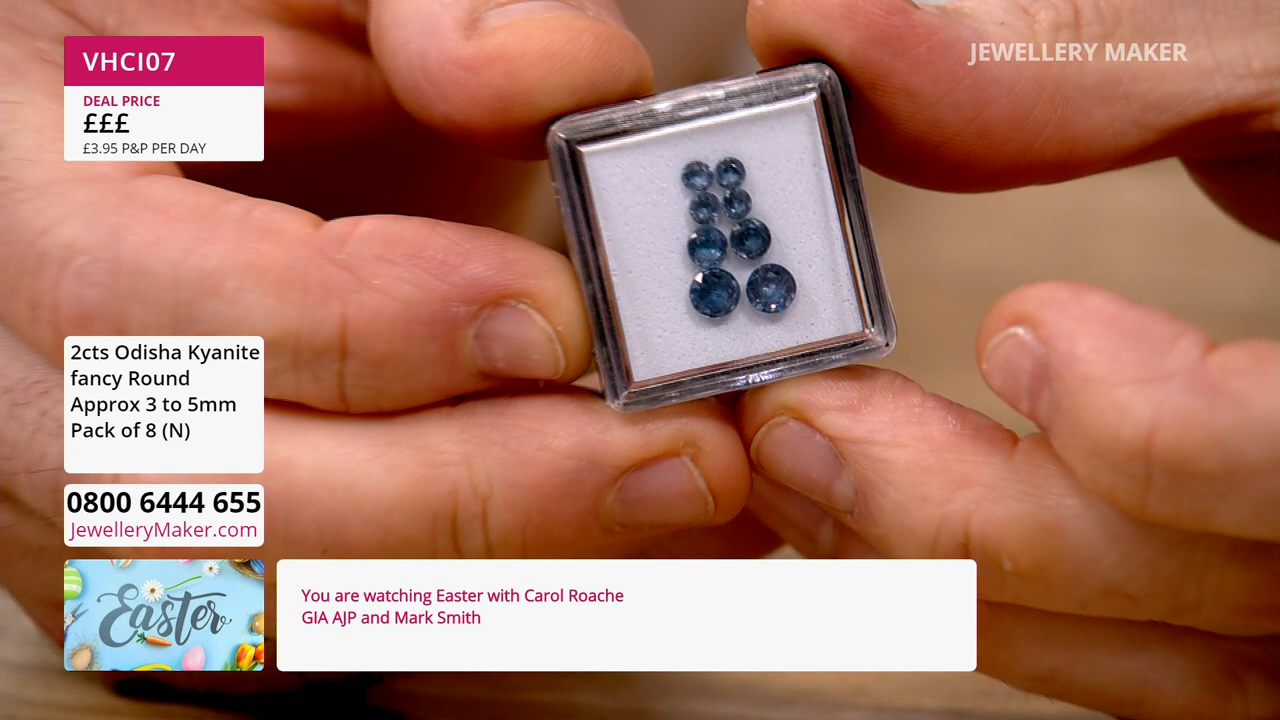 VHCI07
DEAL PRICE
£££
£3.95 P&P PER DAY
JEWELLERY MAKER
2cts Odisha Kyanite
fancy Round
Approx 3 to 5mm
Pack of 8 (N)
0800 6444 655
JewelleryMaker.com
Easter
You are watching Easter with Carol Roache
GIA AJP and Mark Smith